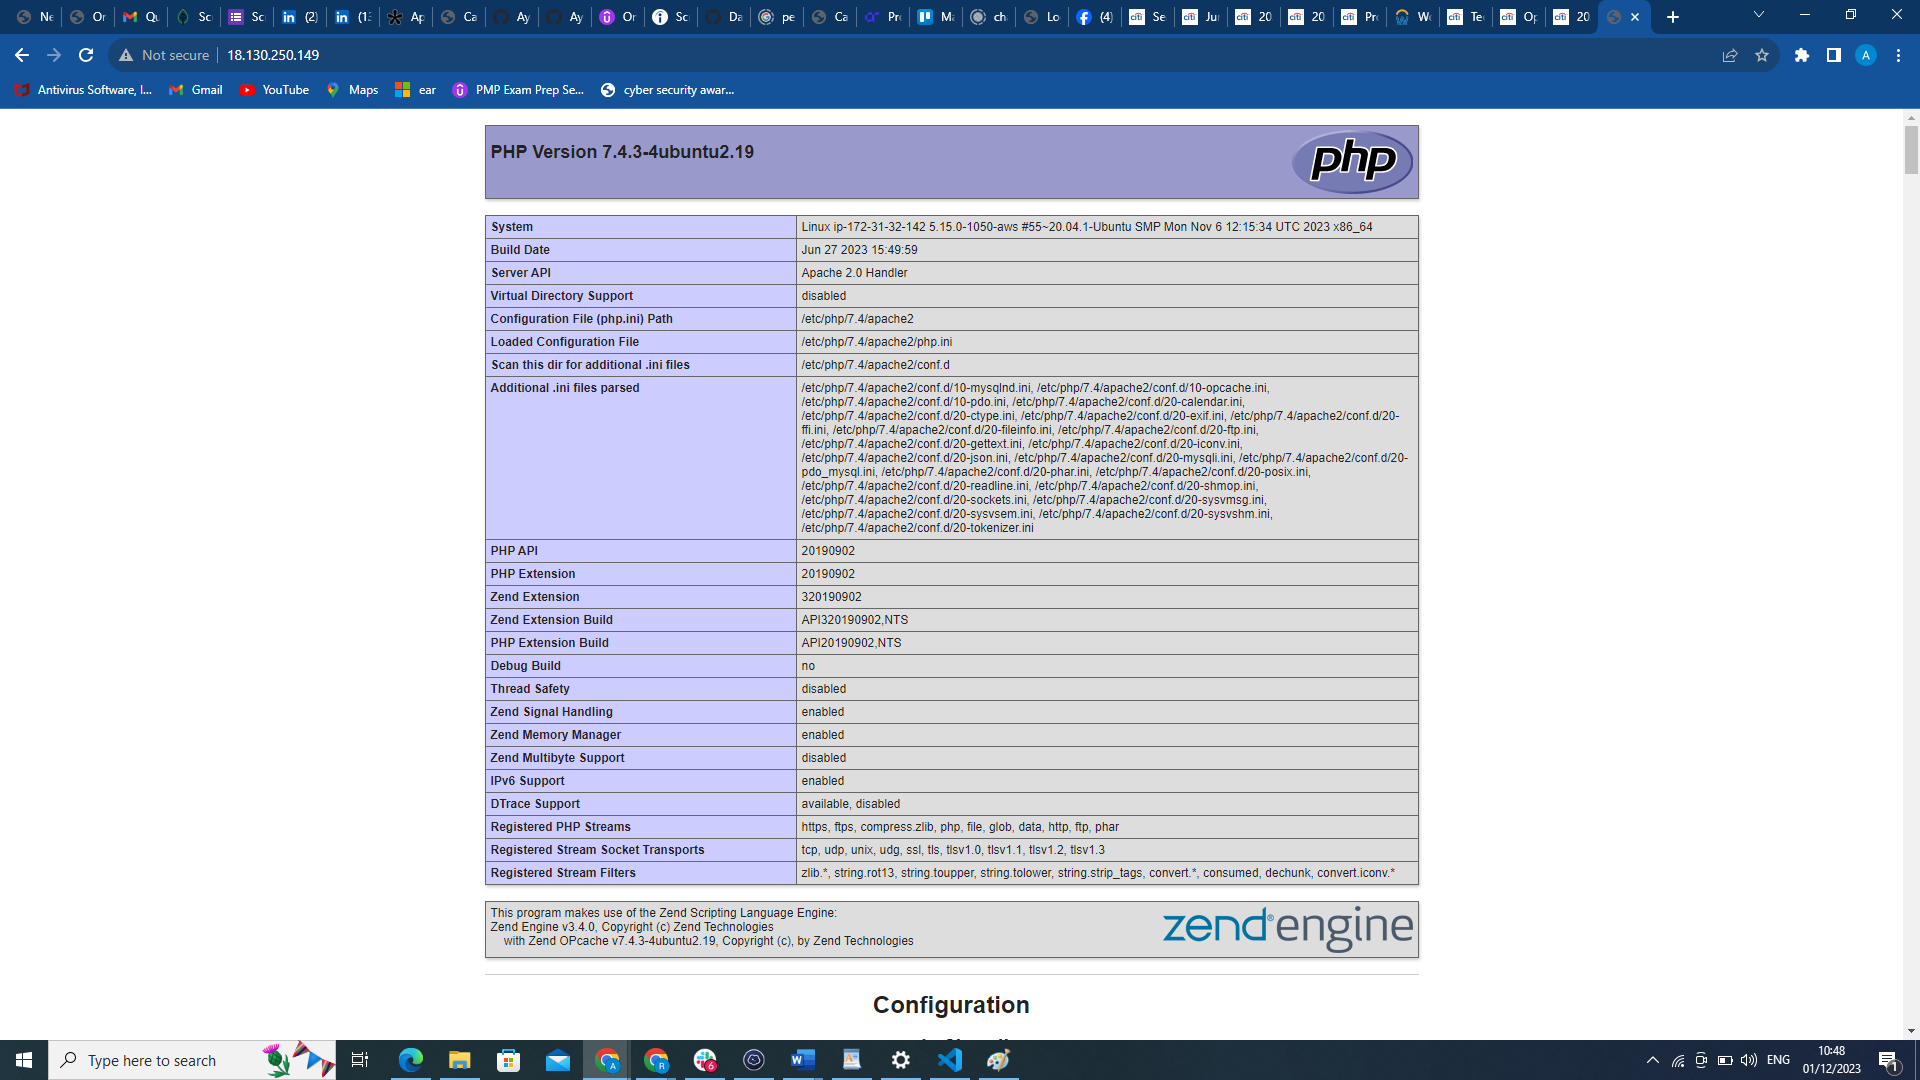 Ne
Or
Qu
Sc
Sc
(2)
(13
Ap
Ca
Ay
Ay
Or
Sc
Da
pe
Ca
Pro
Ma
ch
Lo
(4)
Se
Ju
20
20
Pro
We
Te
Op
20
Not secure
18.130.250.149
A
Antivirus Software, I...
Gmail
YouTube
Maps
ear
PMP Exam Prep Se...
cyber security awar...
PHP Version 7.4.3-4ubuntu2.19
php
System Linux ip-172-31-32-142 5.15.0-1050-aws #55~20.04.1-Ubuntu SMP Mon Nov 6 12:15:34 UTC 2023 x86_64
Build Date Jun 27 2023 15:49:59
Server API Apache 2.0 Handler
Virtual Directory Support disabled
Configuration File (php.ini) Path /etc/php/7.4/apache2
Loaded Configuration File /etc/php/7.4/apache2/php.ini
Scan this dir for additional .ini files /etc/php/7.4/apache2/conf.d
Additional .ini files parsed /etc/php/7.4/apache2/conf.d/10-mysqlnd.ini, /etc/php/7.4/apache2/conf.d/10-opcache.ini,
/etc/php/7.4/apache2/conf.d/10-pdo.ini, /etc/php/7.4/apache2/conf.d/20-calendar.ini,
/etc/php/7.4/apache2/conf.d/20-ctype.ini, /etc/php/7.4/apache2/conf.d/20-exif.ini, /etc/php/7.4/apache2/conf.d/20-
ffi.ini, /etc/php/7.4/apache2/conf.d/20-fileinfo.ini, /etc/php/7.4/apache2/conf.d/20-ftp.ini,
/etc/php/7.4/apache2/conf.d/20-gettext.ini, /etc/php/7.4/apache2/conf.d/20-iconv.ini,
/etc/php/7.4/apache2/conf.d/20-json.ini, /etc/php/7.4/apache2/conf.d/20-mysqli.ini, /etc/php/7.4/apache2/conf.d/20-
pdo_mysql.ini, /etc/php/7.4/apache2/conf.d/20-phar.ini, /etc/php/7.4/apache2/conf.d/20-posix.ini,
/etc/php/7.4/apache2/conf.d/20-readline.ini, /etc/php/7.4/apache2/conf.d/20-shmop.ini,
/etc/php/7.4/apache2/conf.d/20-sockets.ini, /etc/php/7.4/apache2/conf.d/20-sysvmsg.ini,
/etc/php/7.4/apache2/conf.d/20-sysvsem.ini, /etc/php/7.4/apache2/conf.d/20-sysvshm.ini,
/etc/php/7.4/apache2/conf.d/20-tokenizer.ini
PHP API 20190902
PHP Extension 20190902
Zend Extension 320190902
Zend Extension Build API320190902,NTS
PHP Extension Build API20190902,NTS
Debug Build no
Thread Safety disabled
Zend Signal Handling enabled
Zend Memory Manager enabled
Zend Multibyte Support disabled
IPv6 Support enabled
DTrace Support available, disabled
Registered PHP Streams https, ftps, compress.zlib, php, file, glob, data, http, ftp, phar
Registered Stream Socket Transports tcp, udp, unix, udg, ssl, tls, tlsv1.0, tlsv1.1, tlsv1.2, tlsv1.3
Registered Stream Filters zlib.*, string.rot13, string.toupper, string.tolower, string.strip_tags, convert.*, consumed, dechunk, convert.iconv.*
This program makes use of the Zend Scripting Language Engine:
Zend Engine v3.4.0, Copyright (c) Zend Technologies
with Zend OPcache v7.4.3-4ubuntu2.19, Copyright (c), by Zend Technologies
zend®engine
Configuration
Type here to search
ENG
10:48
01/12/2023
1